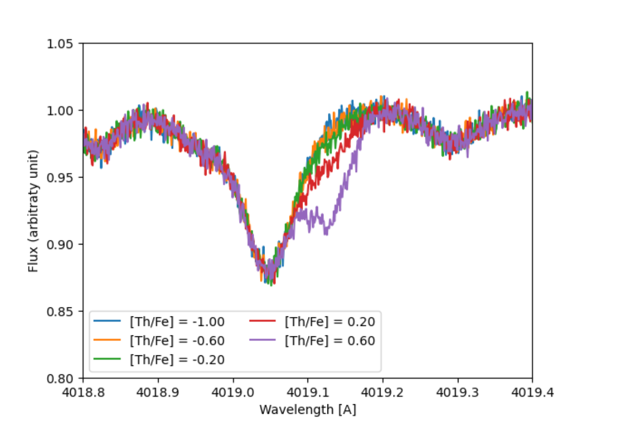 1.05
1.00
0.95
0.90
0.85
0.80
Flux (arbitraty unit)
[Th/Fe] = -1.00
[Th/Fe] = -0.60
[Th/Fe] = -0.20
[Th/Fe] = 0.20
[Th/Fe] = 0.60
4018.8 4018.9 4019.0 4019.1 4019.2 4019.3 4019.4
Wavelength [A]